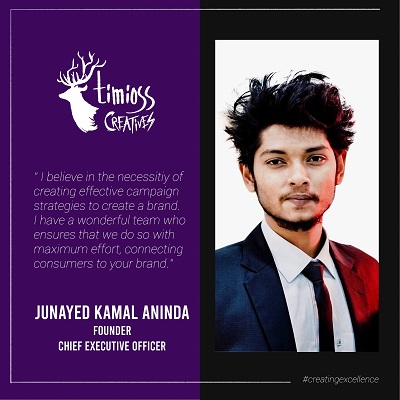 timioss
CREATIVES
" I believe in the necessitiy of
creating effective campaign
strategies to create a brand.
I have a wonderful team who
ensures that we do so with
maximum effort, connecting
consumers to your brand."
JUNAYED KAMAL ANINDA
FOUNDER
CHIEF EXECUTIVE OFFICER
#creatingexcellence